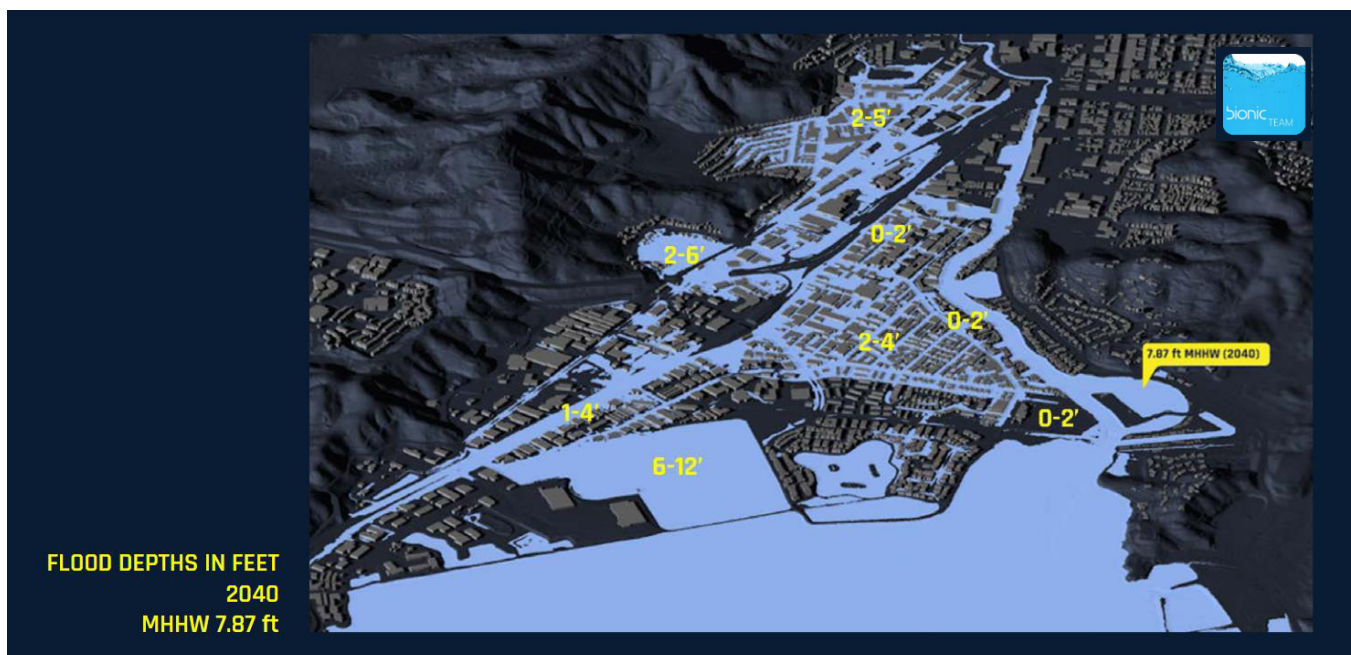 bionic
TEAM
2-5'
0-2'
2-6'
0-2'
2-4'
7.87 ft MHHW (2040)
1-4'
0-2'
6-12'
FLOOD DEPTHS IN FEET
2040
MHHW 7.87 ft